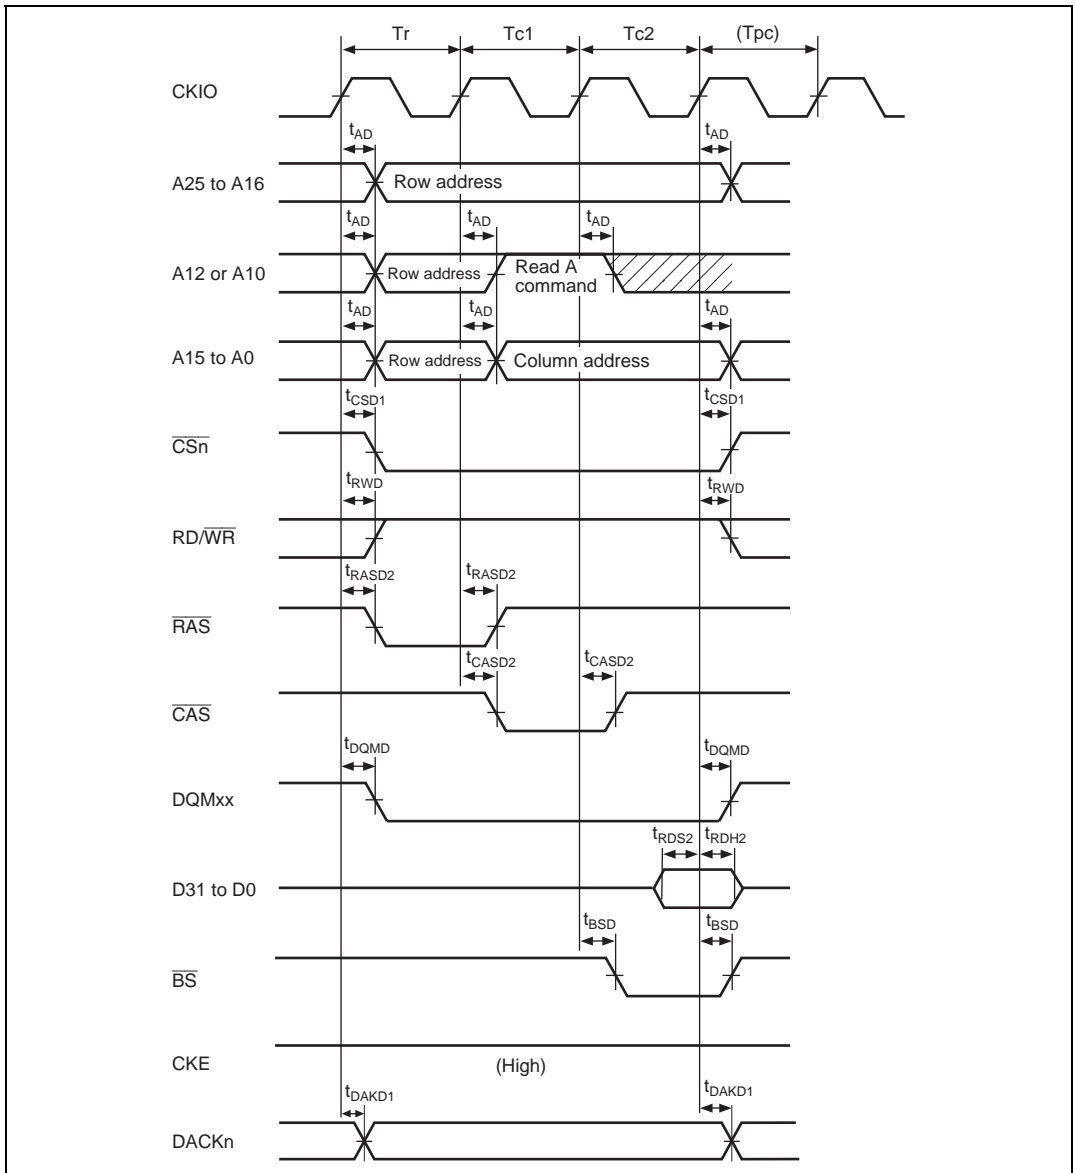 Tr Tc1 Tc2 (Tpc)
CKIO
tAD tAD
A25 to A16 Row address
tAD tAD tAD
A12 or A10 Row address Read A command
tAD tAD tAD
A15 to A0 Row address Column address
tCSD1 tCSD1
CSn
tRWD tRWD
RD/WR
tRASD2 tRASD2
RAS
tCASD2 tCASD2
CAS
tDQMD tDQMD
DQMxx
tRDS2 tRDH2
D31 to D0
tBSD tBSD
BS
CKE (High)
tDAKD1 tDAKD1
DACKn